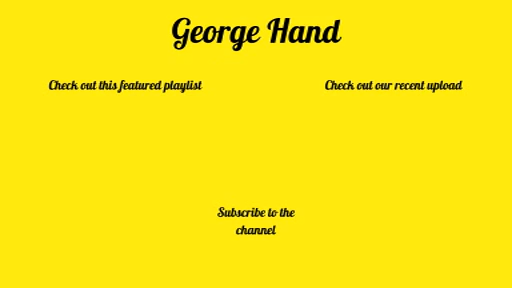 George Hand
Check out this featured playlist
Check out our recent upload
Subscribe to the
channel